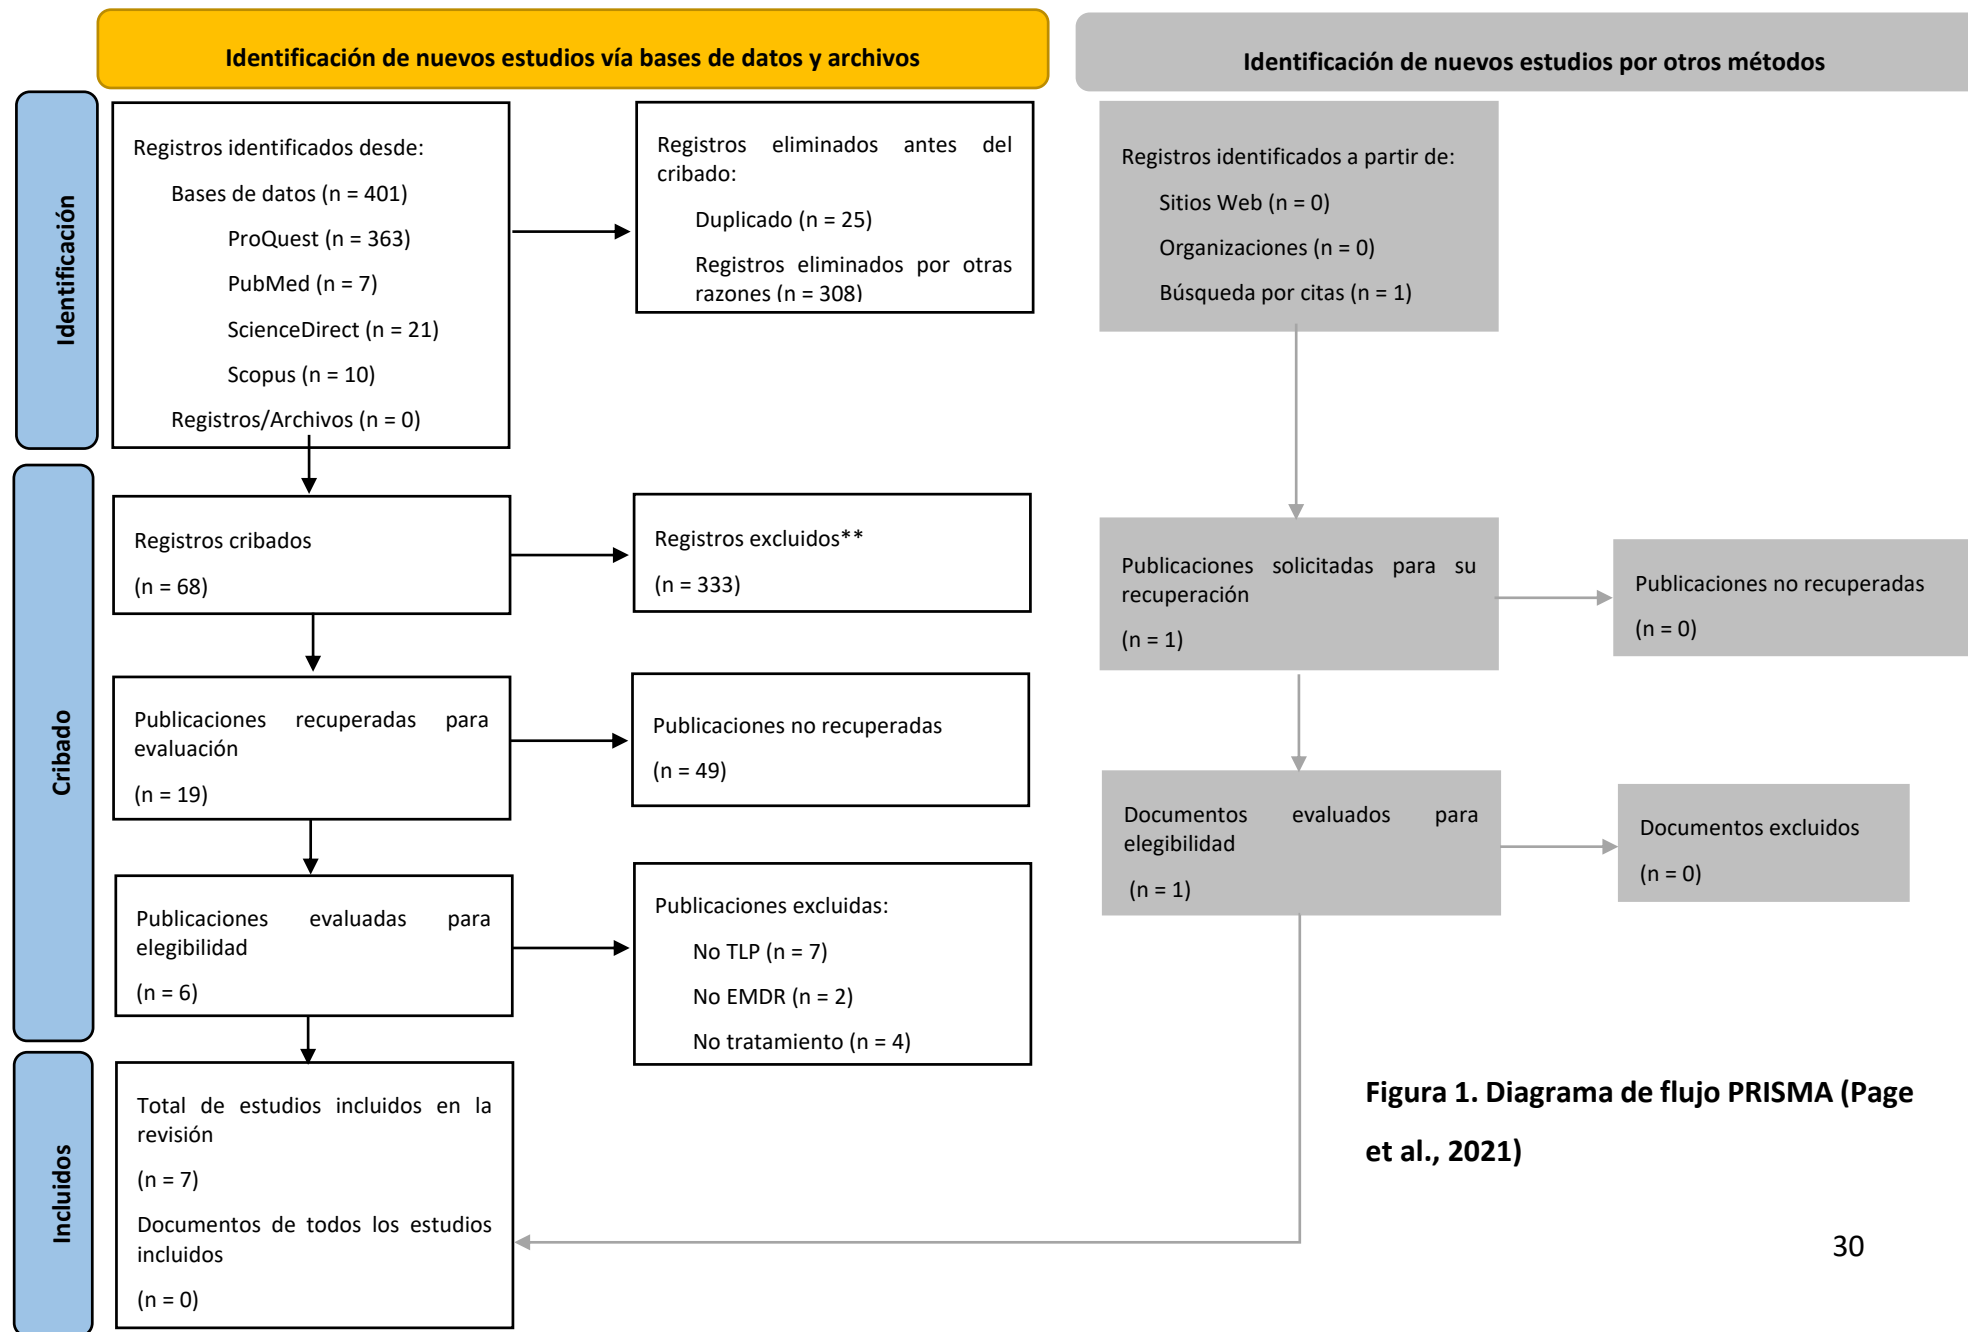 Identificación de nuevos estudios vía bases de datos y archivos
Identificación de nuevos estudios por otros métodos
Identificación
Registros identificados desde:
Bases de datos (n = 401)
ProQuest (n = 363)
PubMed (n = 7)
ScienceDirect (n = 21)
Scopus (n = 10)
Registros/Archivos (n = 0)
Registros eliminados antes del
cribado:
Duplicado (n = 25)
Registros eliminados por otras
razones (n = 308)
Registros identificados a partir de:
Sitios Web (n = 0)
Organizaciones (n = 0)
Búsqueda por citas (n = 1)
Cribado
Registros cribados
(n = 68)
Registros excluidos**
(n = 333)
Publicaciones solicitadas para su
recuperación
(n = 1)
Publicaciones no recuperadas
(n = 0)
Publicaciones recuperadas para
evaluación
(n = 19)
Publicaciones no recuperadas
(n = 49)
Documentos evaluados para
elegibilidad
(n = 1)
Documentos excluidos
(n = 0)
Publicaciones evaluadas para
elegibilidad
(n = 6)
Publicaciones excluidas:
No TLP (n = 7)
No EMDR (n = 2)
No tratamiento (n = 4)
Incluidos
Total de estudios incluidos en la
revisión
(n = 7)
Documentos de todos los estudios
incluidos
(n = 0)
Figura 1. Diagrama de flujo PRISMA (Page
et al., 2021)
30